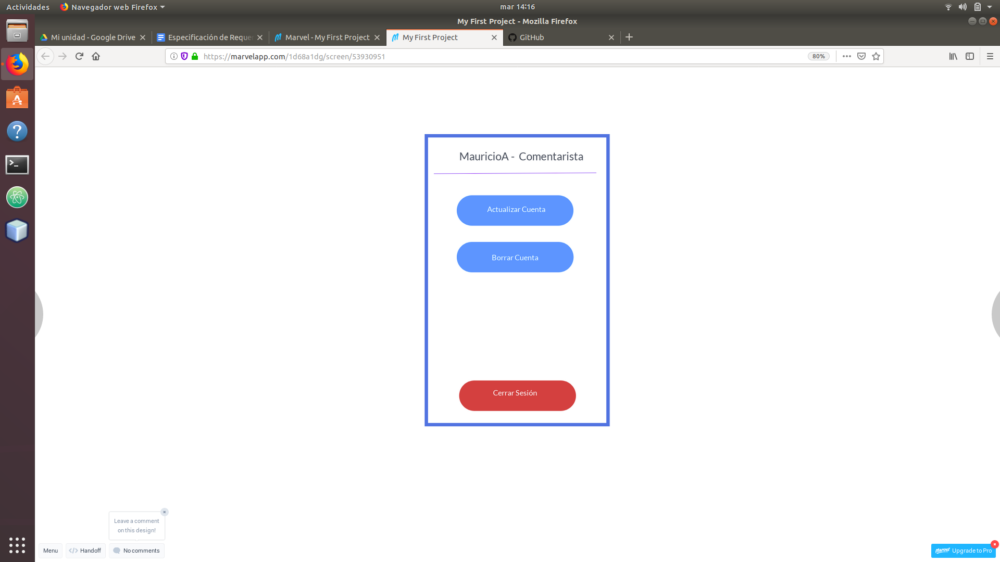 Actividades
Navegador web Firefox
mar 14:16
My First Project - Mozilla Firefox
Mi unidad - Google Drive
Especificación de Reque
Marvel - My First Project
My First Project
GitHub
https://marvelapp.com/1d68a1dg/screen/53930951
80%
MauricioA - Comentarista
Actualizar Cuenta
Borrar Cuenta
Cerrar Sesión
Leave a comment
on this design!
Menu
</> Handoff
No comments
Marvel Upgrade to Pro